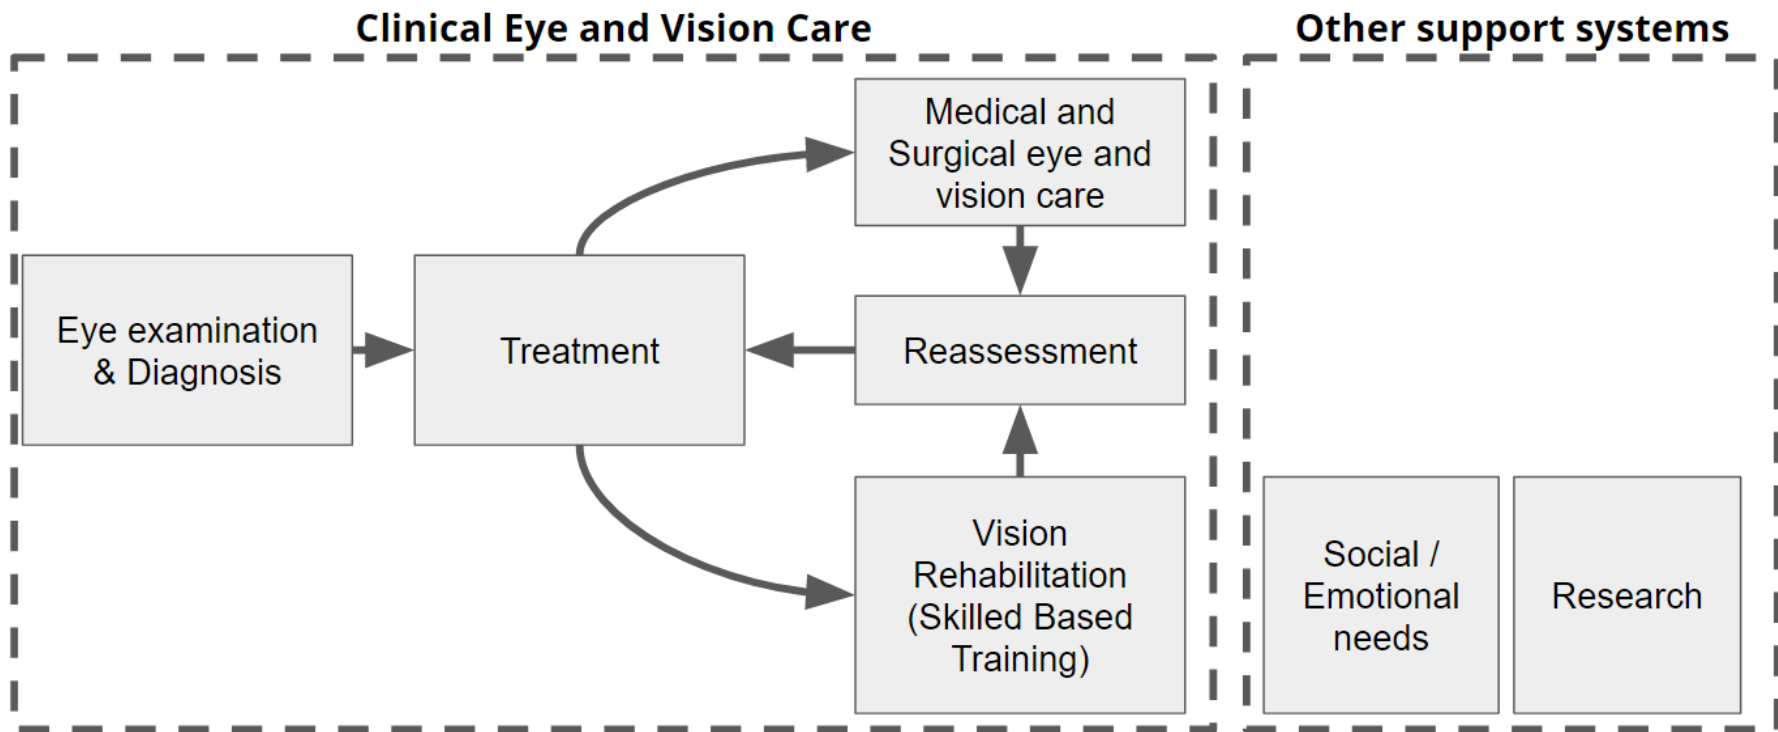 Clinical Eye and Vision Care
Other support systems
Medical and
Surgical eye and
vision care
Eye examination
& Diagnosis
Treatment
Reassessment
Vision
Rehabilitation
(Skilled Based
Training)
Social /
Emotional
needs
Research